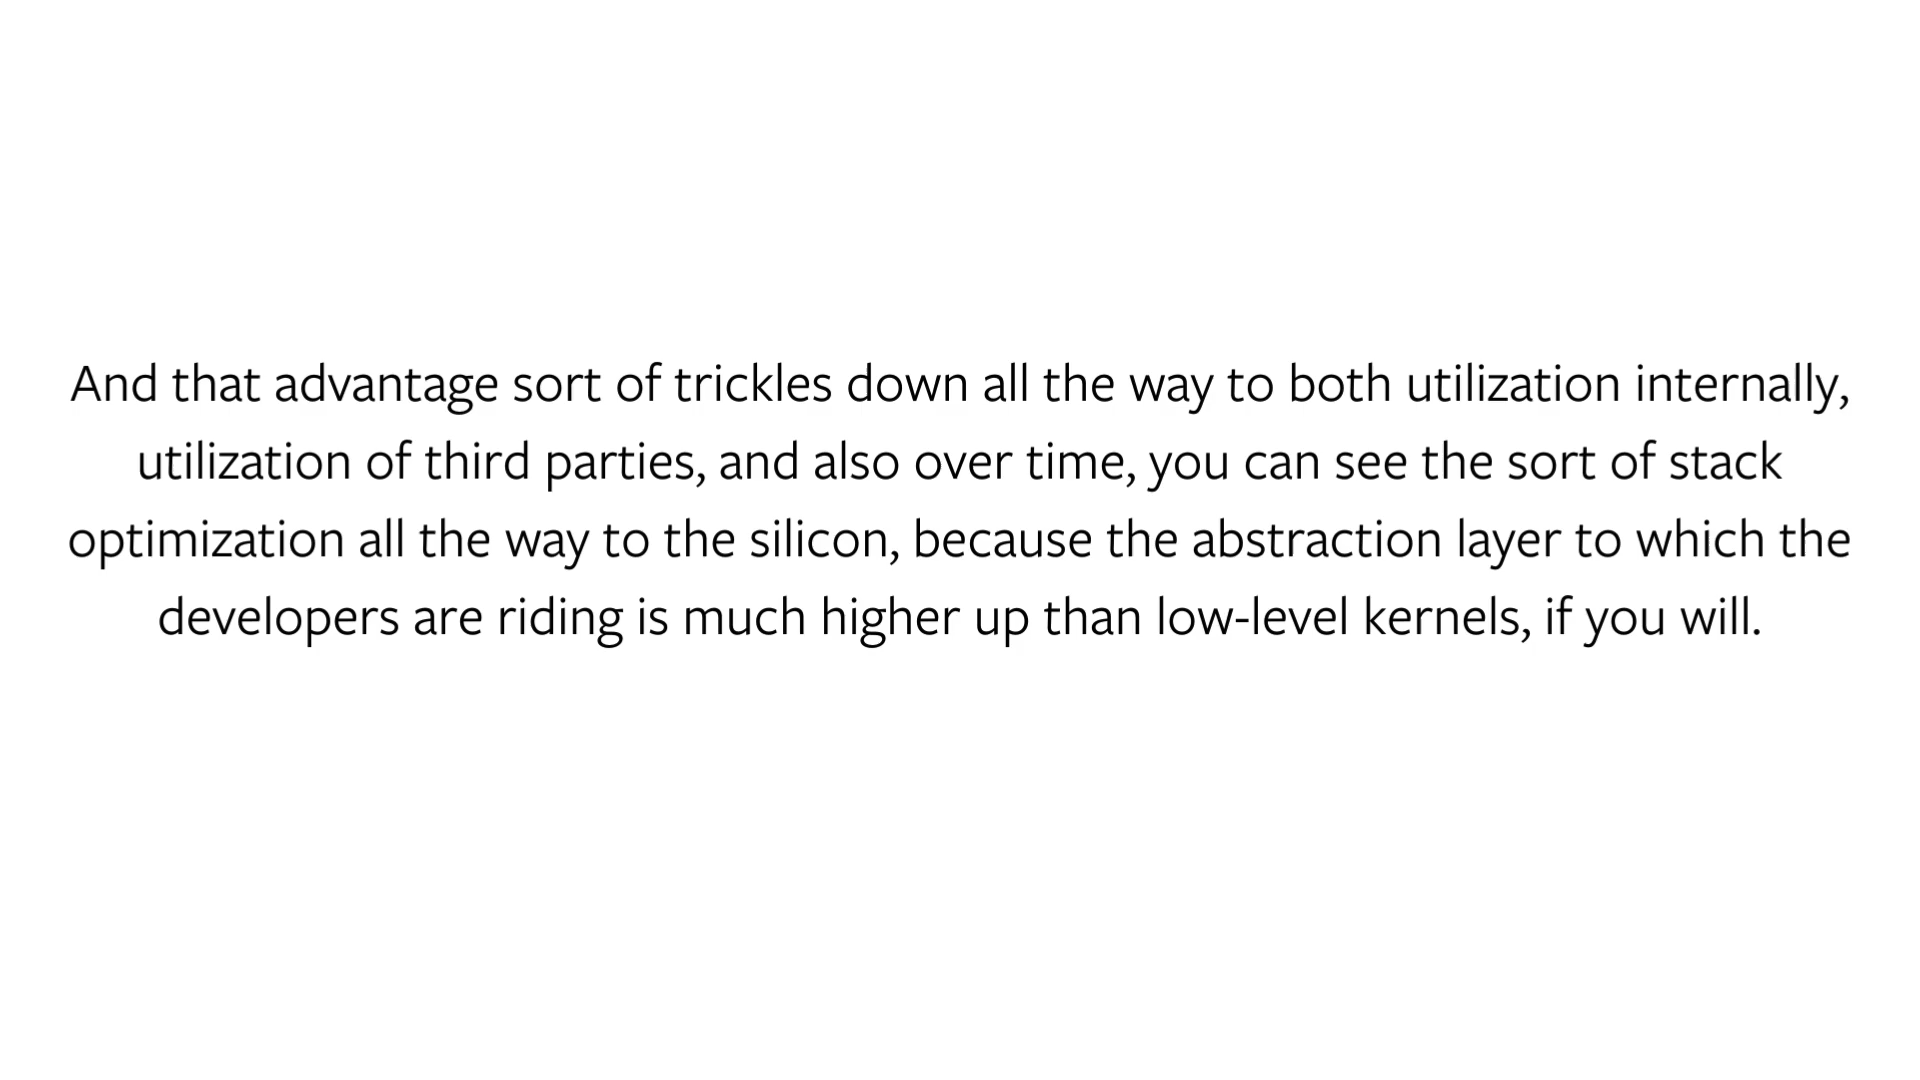 And that advantage sort of trickles down all the way to both utilization internally,
utilization of third parties, and also over time, you can see the sort of stack
optimization all the way to the silicon, because the abstraction layer to which the
developers are riding is much higher up than low-level kernels, if you will.